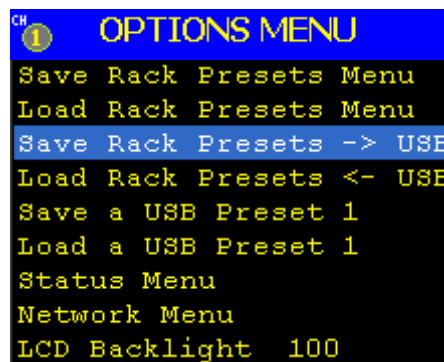 CH
1
OPTIONS MENU
Save Rack Presets Menu
Load Rack Presets Menu
Save Rack Presets -> USB
Load Rack Presets <- USB
Save a USB Preset 1
Load a USB Preset 1
Status Menu
Network Menu
LCD Backlight 100